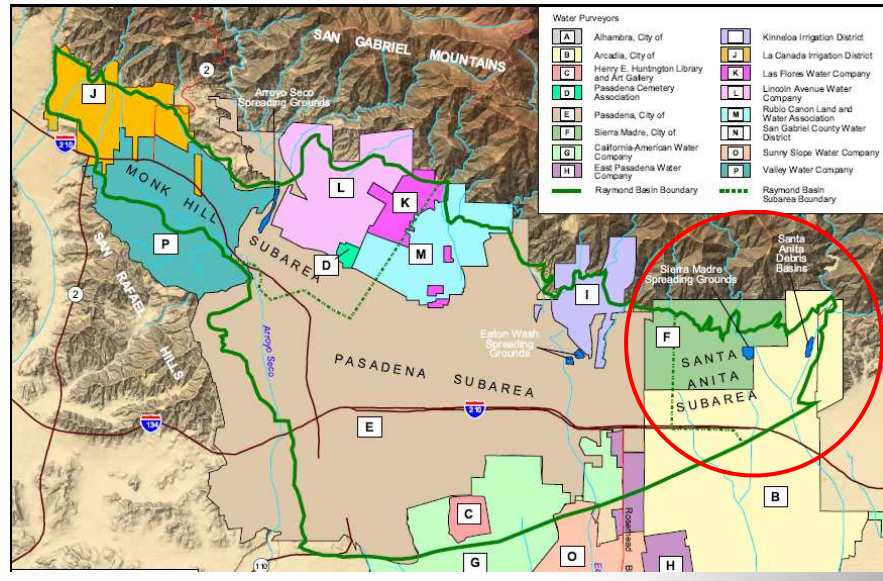 Water Purveyors
A Alhambra, City of
B Arcadia, City of
C Henry E. Huntington Library
and Art Gallery
D Pasadena Cemetery
Association
E Pasadena, City of
F Sierra Madre, City of
G California-American Water
Company
H East Pasadena Water
Company
Raymond Basin Boundary
Kinneloa Irrigation District
J La Canada Irrigation District
K Las Flores Water Company
L Lincoln Avenue Water
Company
M Rubio Canon Land and
Water Association
N San Gabriel County Water
District
O Sunny Slope Water Company
P Valley Water Company
Raymond Basin
Subarea Boundary
SAN GABRIEL MOUNTAINS
2
J
Arroyo Seco
Spreading Grounds
210
MONK HILL
SUBAREA
L
K
M
D
P
SAN RAFAEL
HILLS
2
I
Eaton Wash
Spreading
Grounds
Sierra Madre
Spreading Grounds
Santa
Anita
Debris
Basins
F
SANTA
ANITA
SUBAREA
Arroyo Seco
PASADENA SUBAREA
210
134
E
B
C
G
O
H
110
Rosemead B